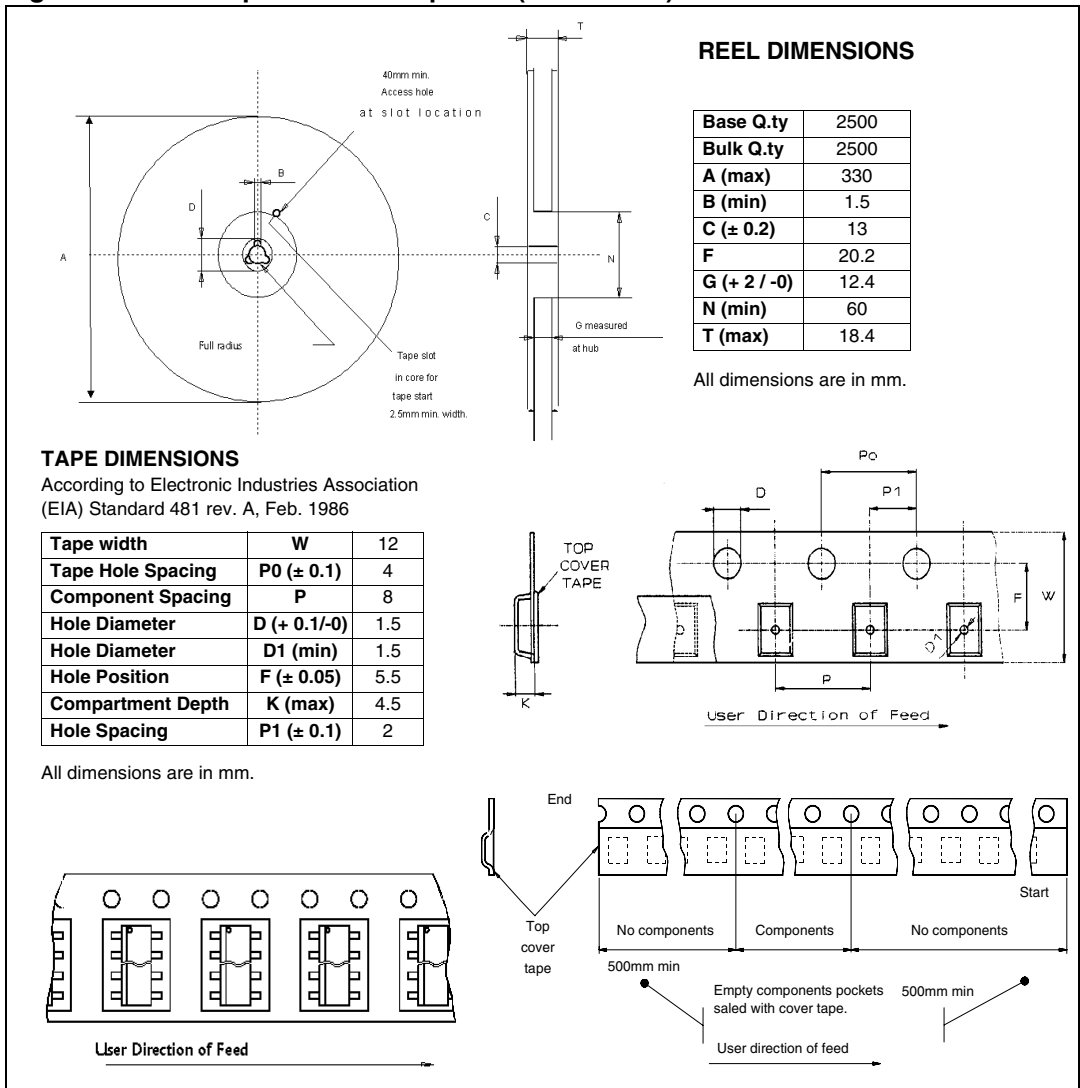 T
REEL DIMENSIONS
40mm min.
Access hole
at slot location
B
D
C
A
N
G measured
at hub
Full radius
Tape slot
in core for
tape start
2.5mm min. width.
Base Q.ty 2500
Bulk Q.ty 2500
A (max) 330
B (min) 1.5
C (± 0.2) 13
F 20.2
G (+ 2 / -0) 12.4
N (min) 60
T (max) 18.4
All dimensions are in mm.
TAPE DIMENSIONS
According to Electronic Industries Association
(EIA) Standard 481 rev. A, Feb. 1986
Tape width W 12
Tape Hole Spacing P0 (± 0.1) 4
Component Spacing P 8
Hole Diameter D (+ 0.1/-0) 1.5
Hole Diameter D1 (min) 1.5
Hole Position F (± 0.05) 5.5
Compartment Depth K (max) 4.5
Hole Spacing P1 (± 0.1) 2
All dimensions are in mm.
TOP
COVER
TAPE
K
Po
D
P1
F
W
D1
P
User Direction of Feed
End
Start
Top
cover
tape
No components
Components
No components
500mm min
Empty components pockets
saled with cover tape.
500mm min
User direction of feed
User Direction of Feed